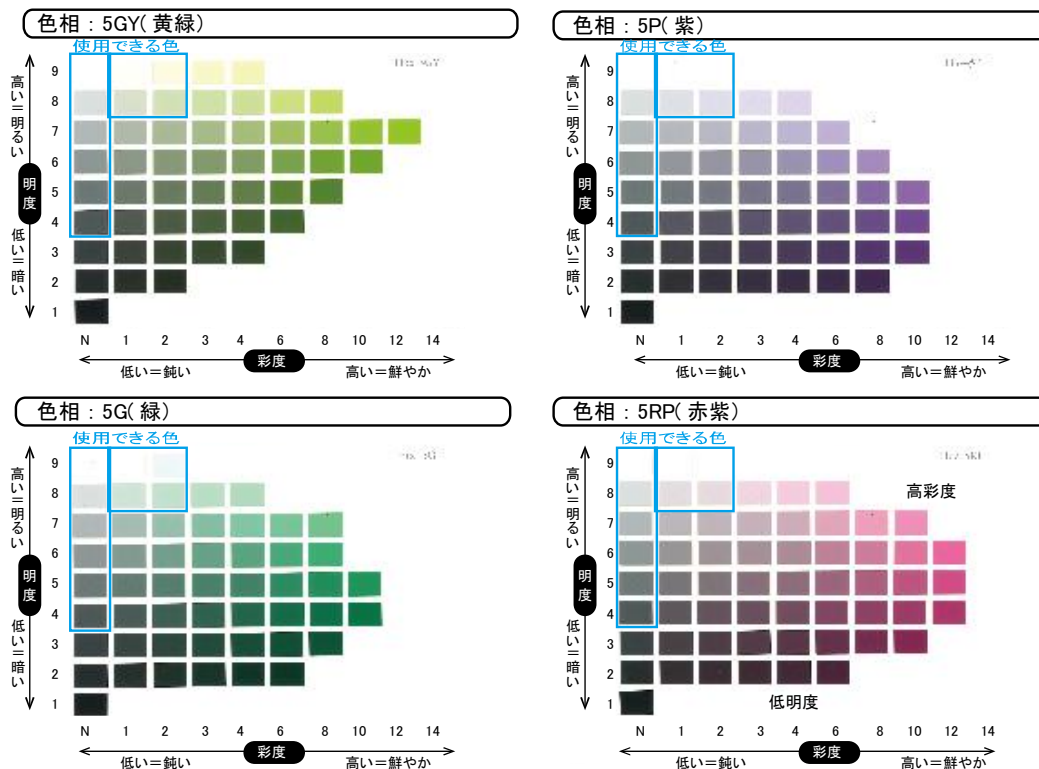 色相：5GY(黄緑)
使用できる色
高い＝明るい
明度
低い＝暗い
9
8
7
6
5
4
3
2
1
N 1 2 3 4 6 8 10 12 14
低い＝鈍い 彩度 高い＝鮮やか
色相：5P(紫)
使用できる色
高い＝明るい
明度
低い＝暗い
9
8
7
6
5
4
3
2
1
N 1 2 3 4 6 8 10 12 14
低い＝鈍い 彩度 高い＝鮮やか
色相：5G(緑)
使用できる色
高い＝明るい
明度
低い＝暗い
9
8
7
6
5
4
3
2
1
N 1 2 3 4 6 8 10 12 14
低い＝鈍い 彩度 高い＝鮮やか
色相：5RP(赤紫)
使用できる色
高い＝明るい
明度
低い＝暗い
9
8
7
6
5
4
3
2
1
高彩度
低明度
N 1 2 3 4 6 8 10 12 14
低い＝鈍い 彩度 高い＝鮮やか